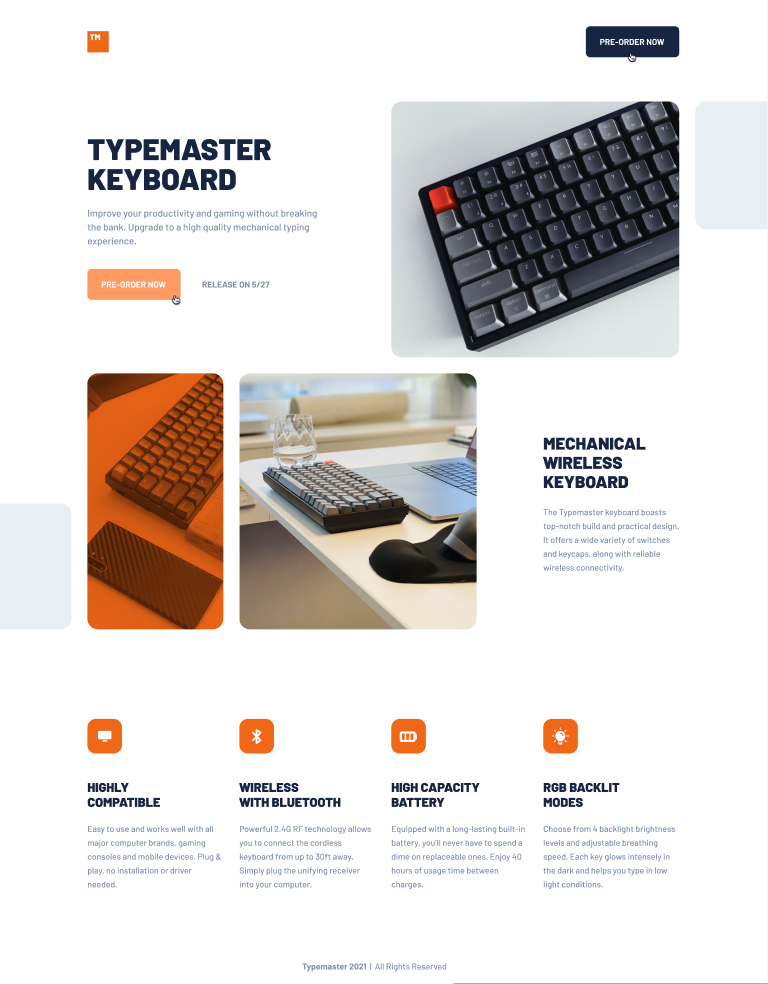 TM
PRE-ORDER NOW
TYPEMASTER
KEYBOARD
Improve your productivity and gaming without breaking
the bank. Upgrade to a high quality mechanical typing
experience.
PRE-ORDER NOW
RELEASE ON 5/27
MECHANICAL
WIRELESS
KEYBOARD
The Typemaster keyboard boasts
top-notch build and practical design.
It offers a wide variety of switches
and keycaps, along with reliable
wireless connectivity.
HIGHLY
COMPATIBLE
Easy to use and works well with all
major computer brands, gaming
consoles and mobile devices. Plug &
play, no installation or driver
needed.
WIRELESS
WITH BLUETOOTH
Powerful 2.4G RF technology allows
you to connect the cordless
keyboard from up to 30ft away.
Simply plug the unifying receiver
into your computer.
HIGH CAPACITY
BATTERY
Equipped with a long-lasting built-in
battery, you'll never have to spend a
dime on replaceable ones. Enjoy 40
hours of usage time between
charges.
RGB BACKLIT
MODES
Choose from 4 backlight brightness
levels and adjustable breathing
speed. Each key glows intensely in
the dark and helps you type in low
light conditions.
Typemaster 2021 | All Rights Reserved